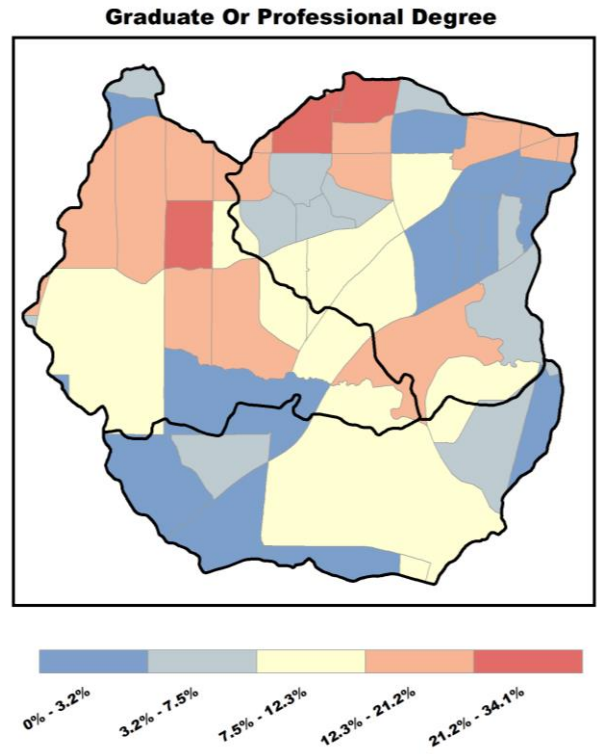 Graduate Or Professional Degree
0% - 3.2%
3.2% - 7.5%
7.5% - 12.3%
12.3% - 21.2%
21.2% - 34.1%